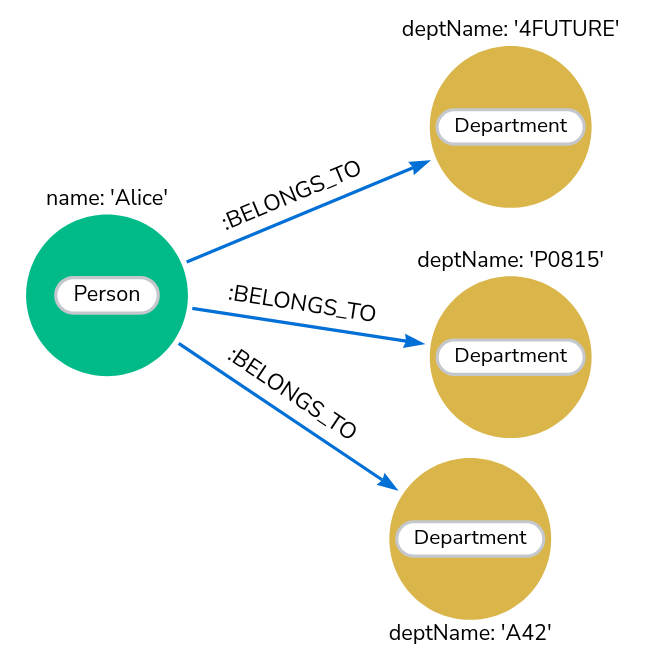 deptName: '4FUTURE'
Department
:BELONGS_TO
name: 'Alice'
Person
deptName: 'P0815'
:BELONGS_TO
Department
:BELONGS_TO
Department
deptName: 'A42'